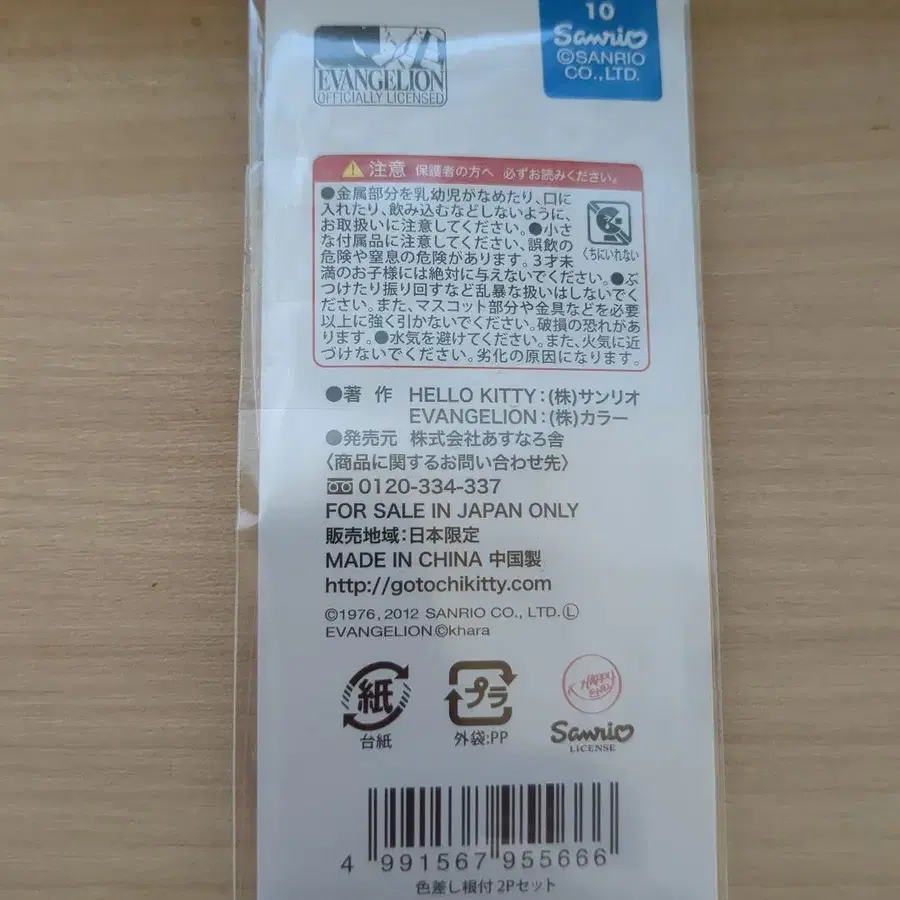 EVANGELION
OFFICIALLY LICENSED
10
Sanrio
©SANRIO
CO.,LTD.
注意 保護者の方へ 必ずお読みください。
●金属部分を乳幼児がなめたり、口に
入れたり、飲み込むなどしないように、
お取扱いに注意してください。●小さ
な付属品に注意してください、誤飲の
危険や窒息の危険があります。3才未
満のお子様には絶対に与えないでください。●ぶ
つけたり振り回すなど乱暴な扱いはしないでく
ださい。また、マスコット部分や金具などを必要
以上に強く引かないでください。破損の恐れがあ
ります。●水気を避けてください。また、火気に近
づけないでください。劣化の原因になります。
くちにいれない
●著 作 HELLO KITTY:(株)サンリオ
EVANGELION:(株)カラー
●発売元 株式会社あすなろ舎
〈商品に関するお問い合わせ先〉
0120-334-337
FOR SALE IN JAPAN ONLY
販売地域:日本限定
MADE IN CHINA 中国製
http://gotochikitty.com
©1976, 2012 SANRIO CO., LTD. Ⓛ
EVANGELION©khara
紙
台紙
プラ
外袋:PP
Sanrio
LICENSE
4 991567 955666
色差し根付 2Pセット